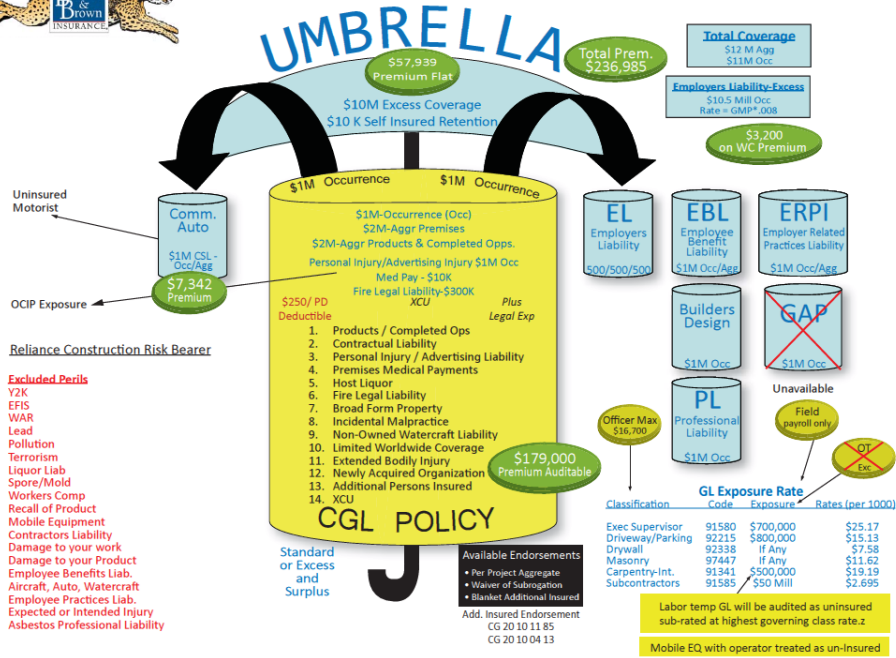 &
Brown
INSURANCE
UMBRELLA
$57,939
Premium Flat
$10M Excess Coverage
$10 K Self Insured Retention
Total Prem.
$236,985
Total Coverage
$12 M Agg
$11M Occ
Employers Liability-Excess
$10.5 Mill Occ
Rate = GMP*.008
$3,200
on WC Premium
Uninsured
Motorist
Comm.
Auto
$1M CSL -
Occ/Agg
$7,342
Premium
OCIP Exposure
Reliance Construction Risk Bearer
Excluded Perils
Y2K
EFIS
WAR
Lead
Pollution
Terrorism
Liquor Liab
Spore/Mold
Workers Comp
Recall of Product
Mobile Equipment
Contractors Liability
Damage to your work
Damage to your Product
Employee Benefits Liab.
Aircraft, Auto, Watercraft
Employee Practices Liab.
Expected or Intended Injury
Asbestos Professional Liability
$1M Occurrence $1M Occurrence
$1M-Occurrence (Occ)
$2M-Aggr Premises
$2M-Aggr Products & Completed Opps.
Personal Injury/Advertising Injury $1M Occ
Med Pay - $10K
Fire Legal Liability-$300K
$250/ PD XCU Plus
Deductible Legal Exp
1. Products / Completed Ops
2. Contractual Liability
3. Personal Injury / Advertising Liability
4. Premises Medical Payments
5. Host Liquor
6. Fire Legal Liability
7. Broad Form Property
8. Incidental Malpractice
9. Non-Owned Watercraft Liability
10. Limited Worldwide Coverage
11. Extended Bodily Injury
12. Newly Acquired Organization
13. Additional Persons Insured
14. XCU
$179,000
Premium Auditable
CGL POLICY
Standard
or Excess
and
Surplus
Available Endorsements
• Per Project Aggregate
• Waiver of Subrogation
• Blanket Additional Insured
Add. Insured Endorsement
CG 20 10 11 85
CG 20 10 04 13
EL
Employers
Liability
500/500/500
EBL
Employee
Benefit
Liability
$1M Occ/Agg
ERPI
Employer Related
Practices Liability
$1M Occ/Agg
Builders
Design
$1M Occ
GAP
$1M Occ
Unavailable
PL
Professional
Liability
$1M Occ
Officer Max
$16,700
Field
payroll only
OT
Exc
GL Exposure Rate
Classification Code Exposure Rates (per 1000)
Exec Supervisor 91580 $700,000 $25.17
Driveway/Parking 92215 $800,000 $15.13
Drywall 92338 If Any $7.58
Masonry 97447 If Any $11.62
Carpentry-Int. 91341 $500,000 $19.19
Subcontractors 91585 $50 Mill $2.695
Labor temp GL will be audited as uninsured
sub-rated at highest governing class rate.z
Mobile EQ with operator treated as un-Insured